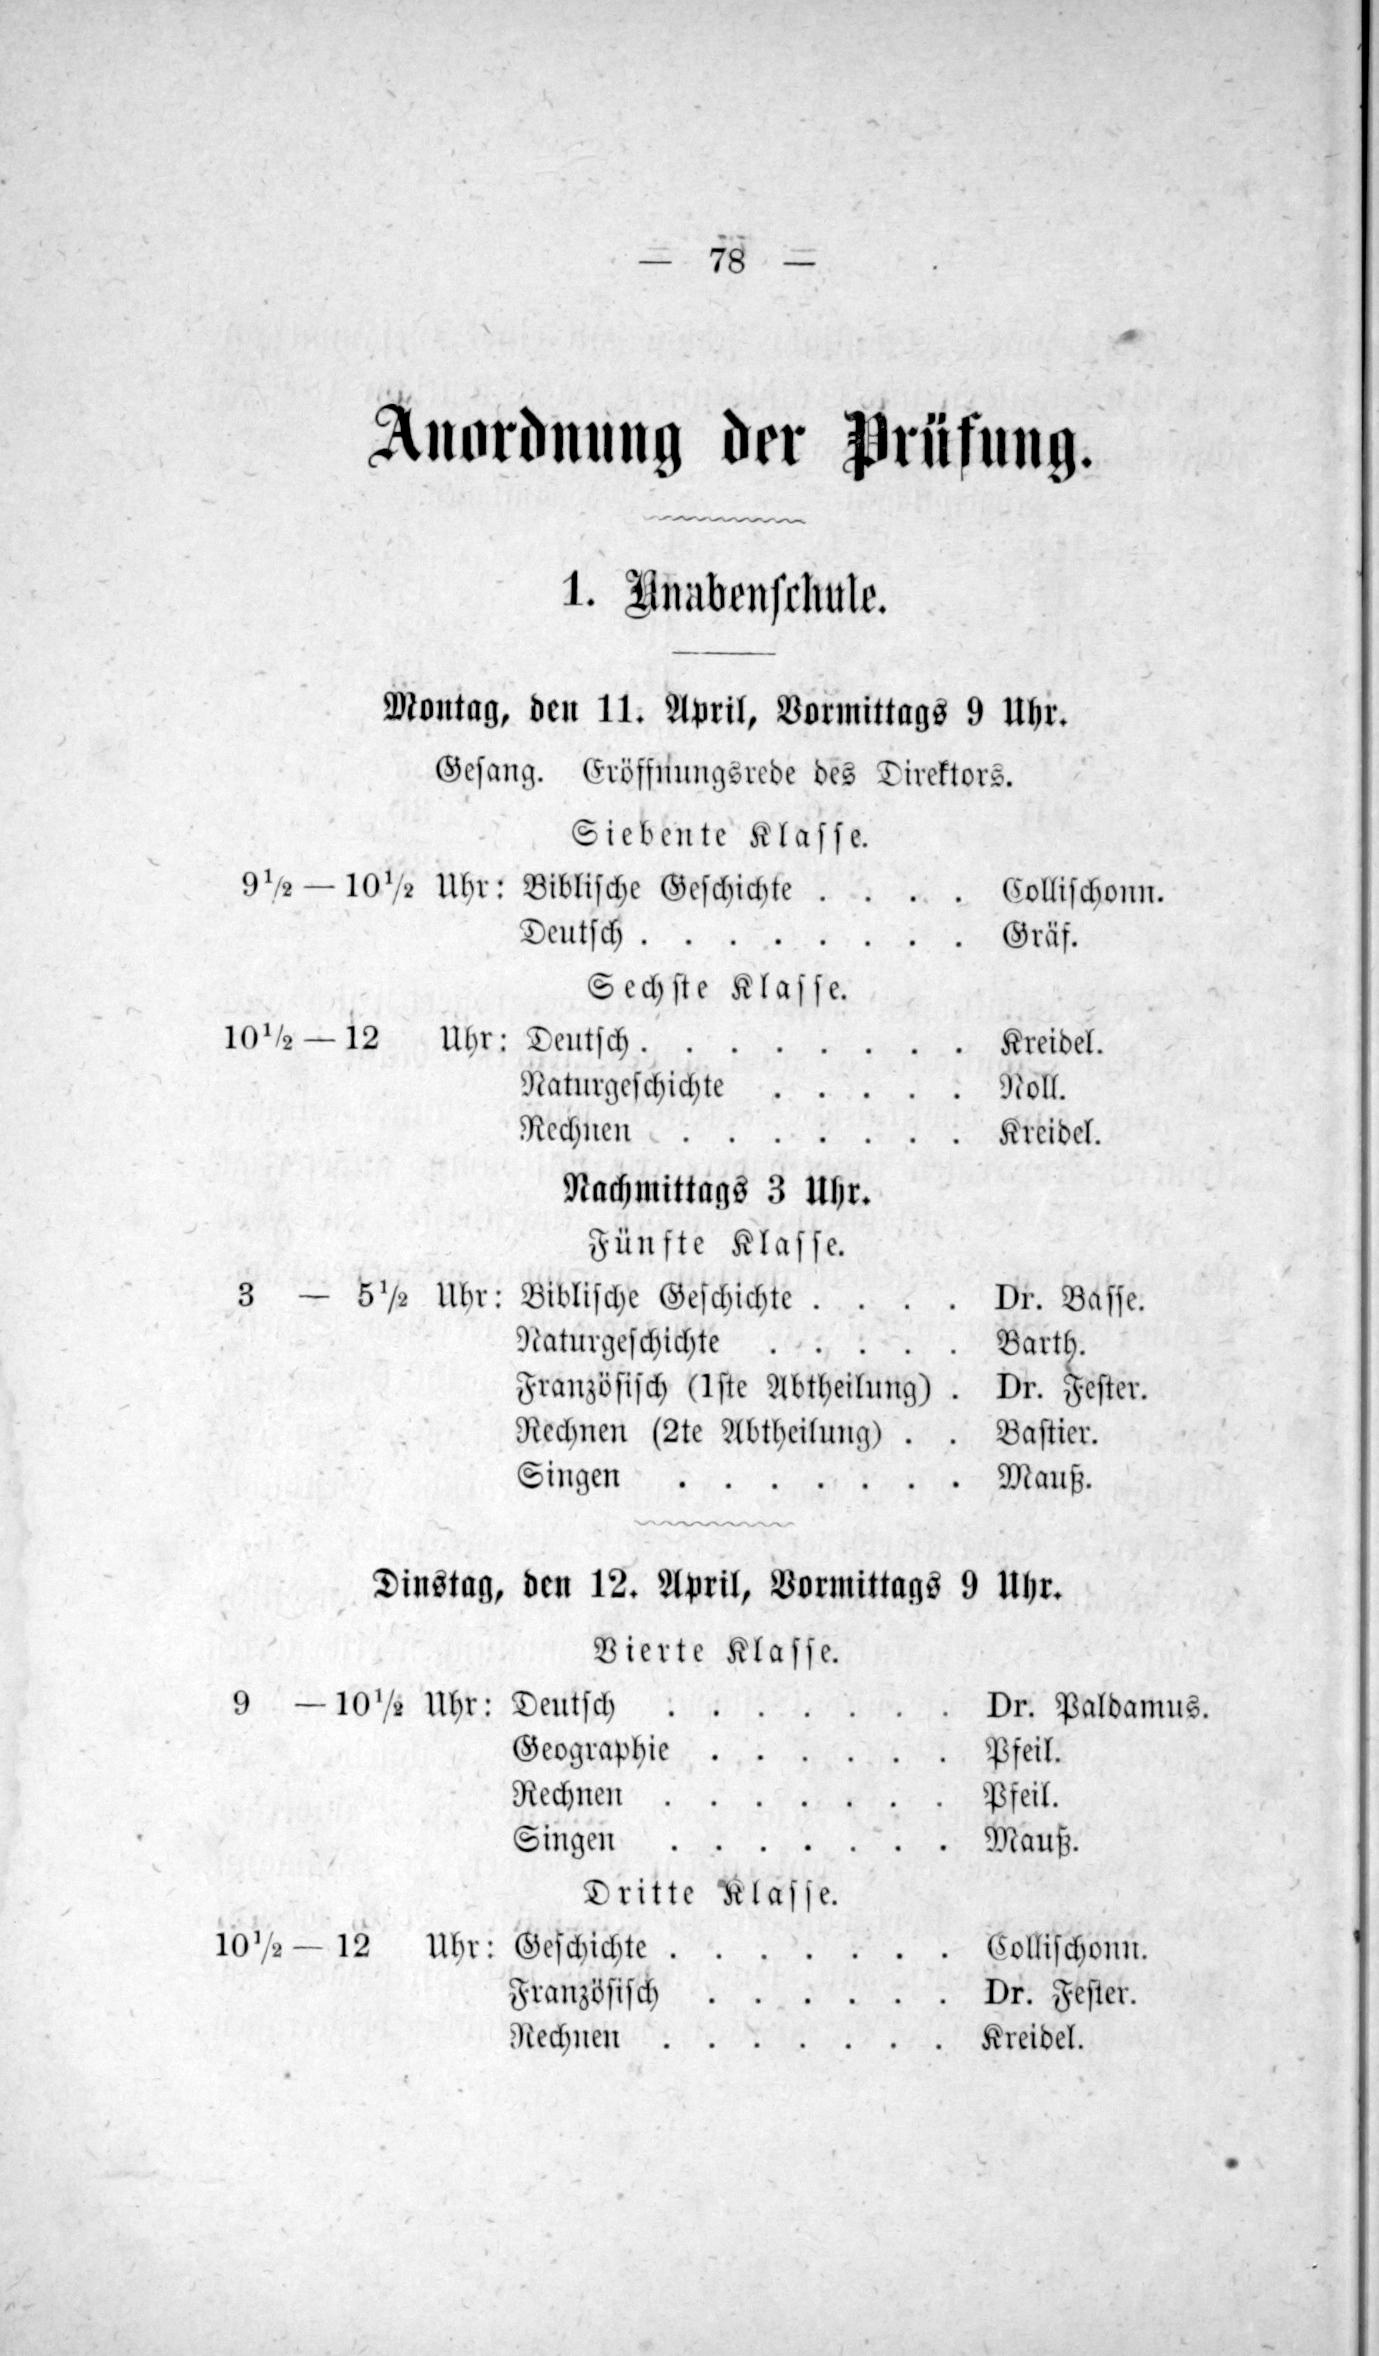 — 78 —
Anordnung der Prüfung.
1. Knabenschule.
Montag, den 11. April, Vormittags 9 Uhr.
Gesang. Eröffnungsrede des Direktors.
Siebente Klasse.
9½ — 10½ Uhr: Biblische Geschichte . . . . Collischonn.
Deutsch . . . . . . . . Gräf.
Sechste Klasse.
10½ — 12 Uhr: Deutsch . . . . . . . . Kreidel.
Naturgeschichte . . . . . Noll.
Rechnen . . . . . . . Kreidel.
Nachmittags 3 Uhr.
Fünfte Klasse.
3 — 5½ Uhr: Biblische Geschichte . . . . Dr. Basse.
Naturgeschichte . . . . . Barth.
Französisch (1ste Abtheilung) . Dr. Fester.
Rechnen (2te Abtheilung) . . Bastier.
Singen . . . . . . . Mauß.
Dinstag, den 12. April, Vormittags 9 Uhr.
Vierte Klasse.
9 — 10½ Uhr: Deutsch . . . . . . . Dr. Paldamus.
Geographie . . . . . . Pfeil.
Rechnen . . . . . . . Pfeil.
Singen . . . . . . . Mauß.
Dritte Klasse.
10½ — 12 Uhr: Geschichte . . . . . . . Collischonn.
Französisch . . . . . . Dr. Fester.
Rechnen . . . . . . . Kreidel.